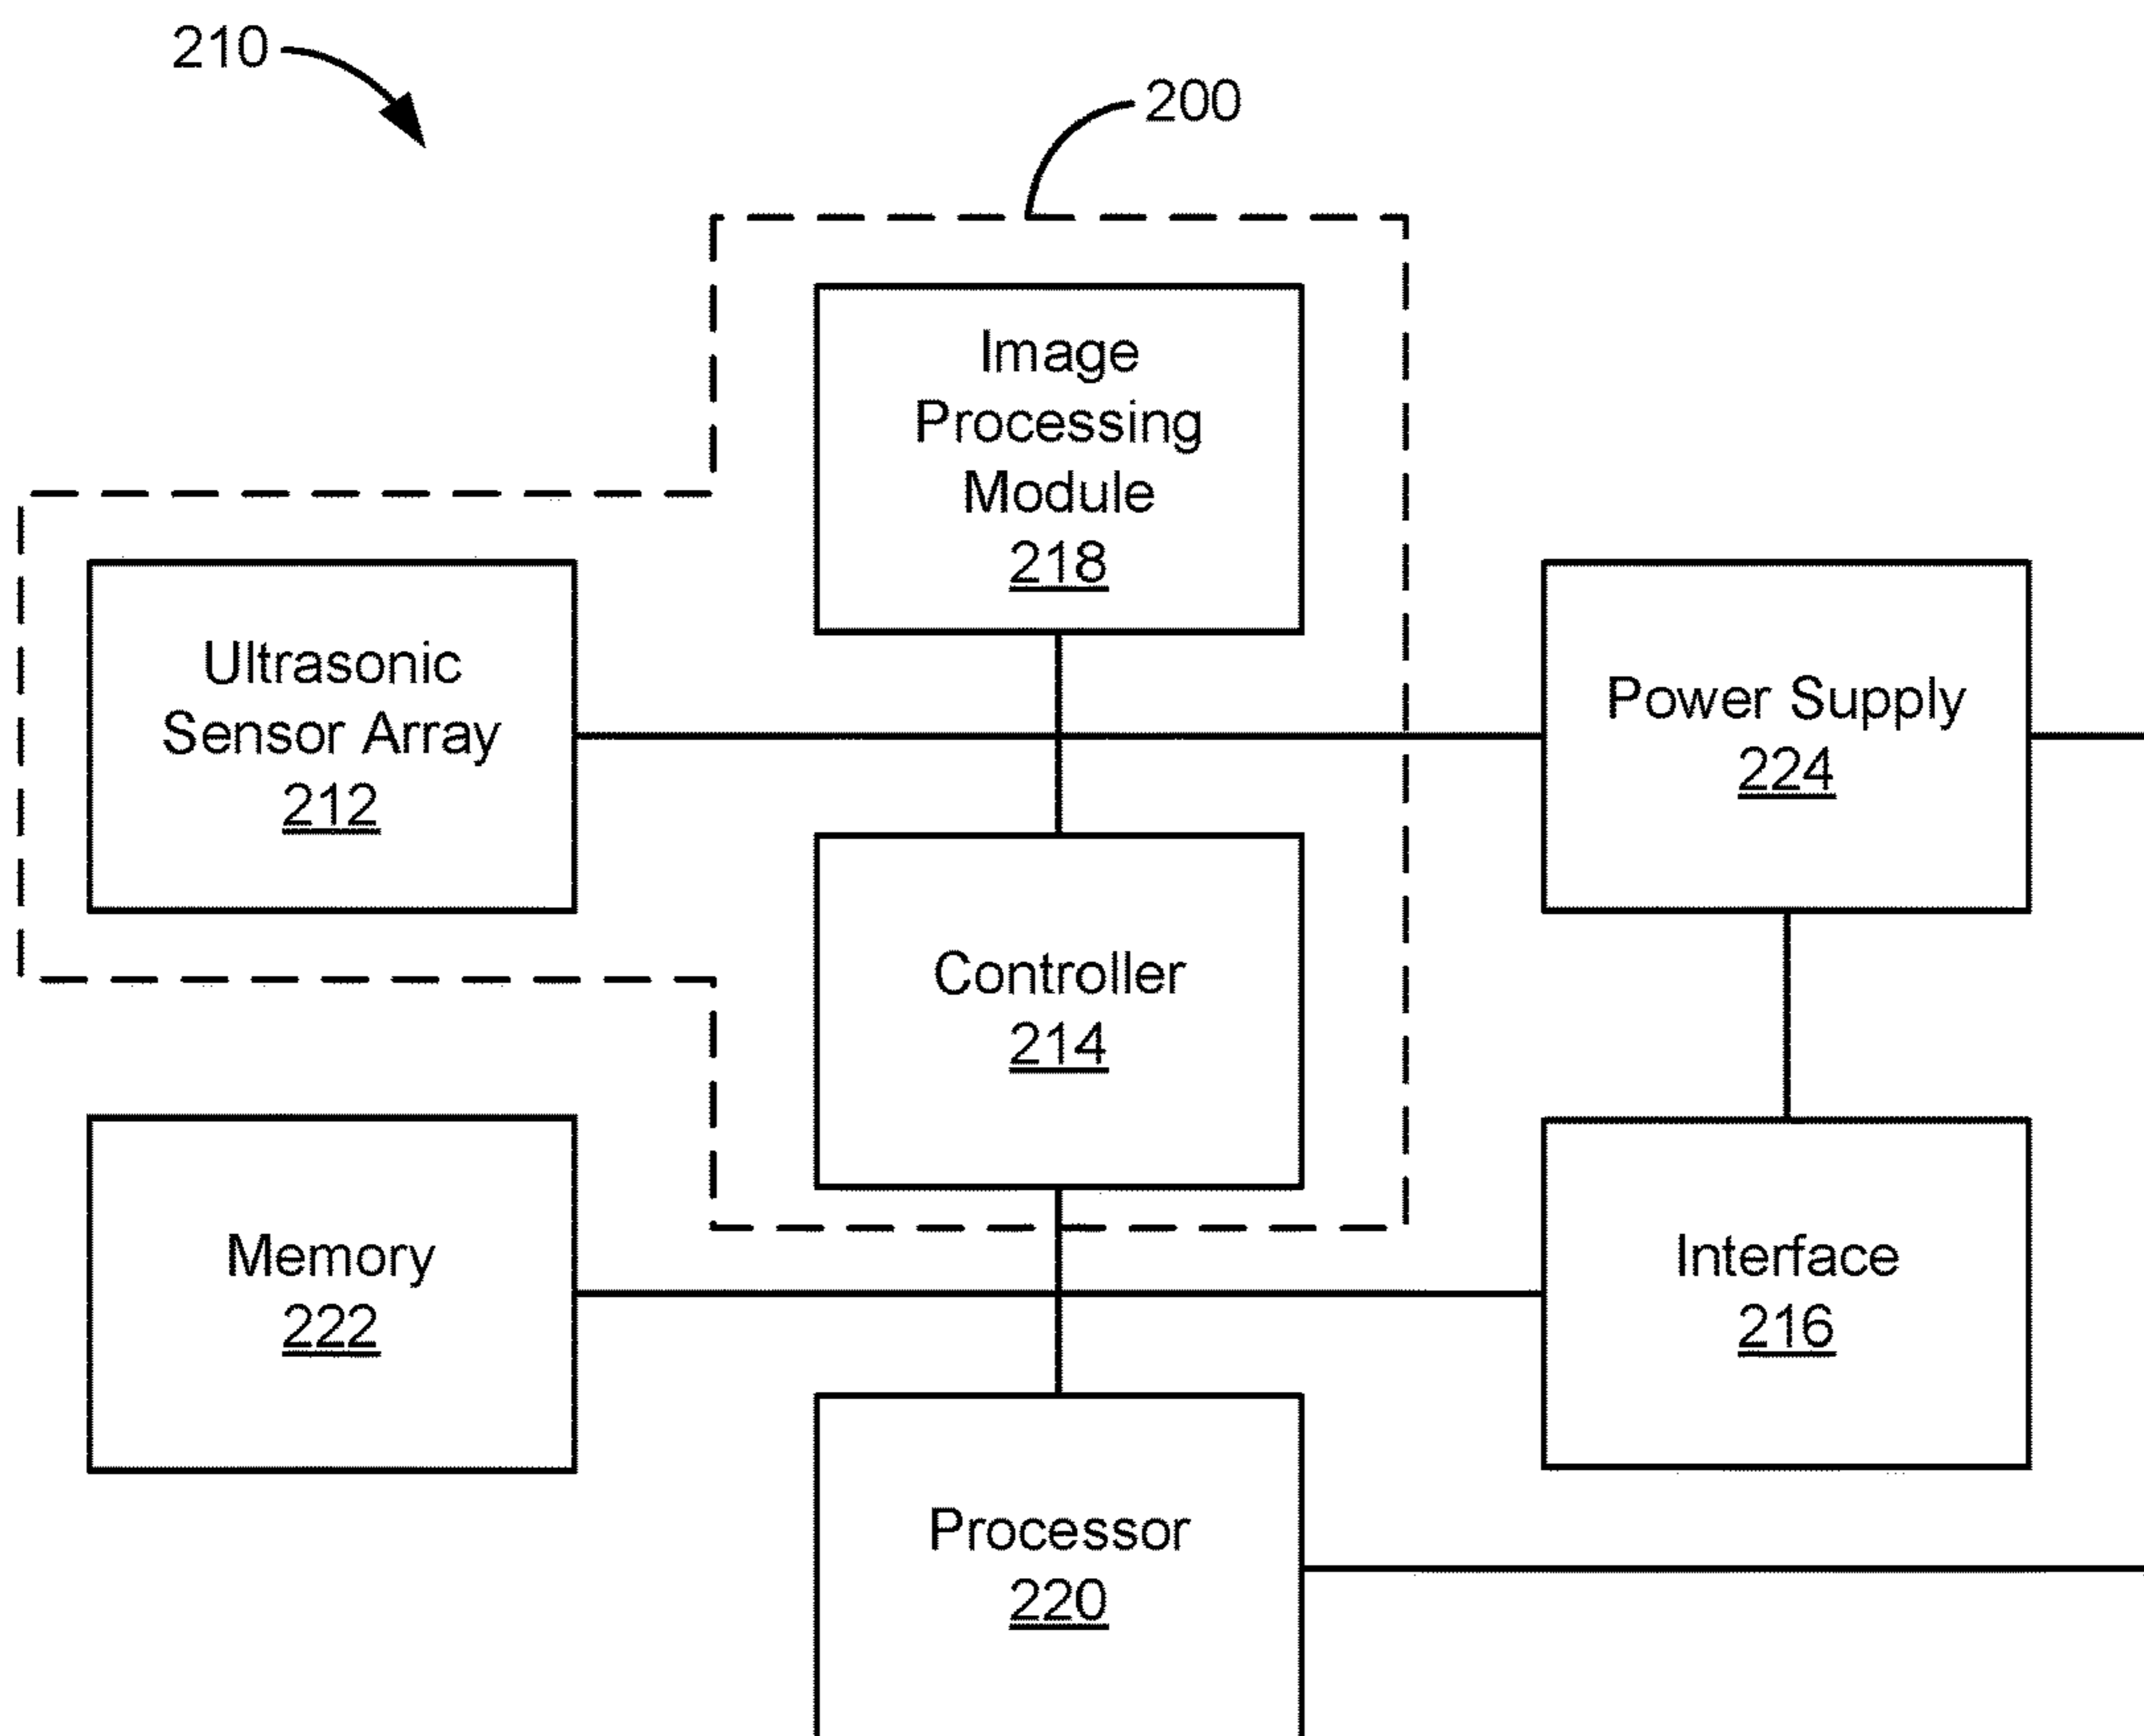 210
200
Image
Processing
Module
218
Ultrasonic
Sensor Array
212
Power Supply
224
Controller
214
Memory
222
Interface
216
Processor
220